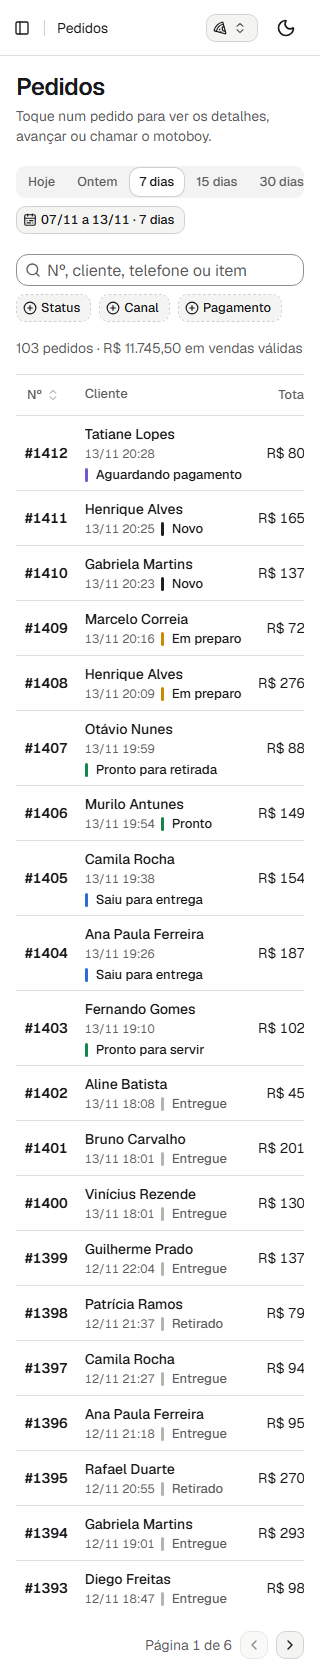 Pedidos
Pedidos
Toque num pedido para ver os detalhes,
avançar ou chamar o motoboy.
Hoje Ontem 7 dias 15 dias 30 dias
07/11 a 13/11 · 7 dias
Nº, cliente, telefone ou item
Status Canal Pagamento
103 pedidos · R$ 11.745,50 em vendas válidas
Nº Cliente Tota
Tatiane Lopes
#1412 13/11 20:28 R$ 80
Aguardando pagamento
Henrique Alves
#1411 13/11 20:25 Novo R$ 165
Gabriela Martins
#1410 13/11 20:23 Novo R$ 137
Marcelo Correia
#1409 13/11 20:16 Em preparo R$ 72
Henrique Alves
#1408 13/11 20:09 Em preparo R$ 276
Otávio Nunes
#1407 13/11 19:59 R$ 88
Pronto para retirada
Murilo Antunes
#1406 13/11 19:54 Pronto R$ 149
Camila Rocha
#1405 13/11 19:38 R$ 154
Saiu para entrega
Ana Paula Ferreira
#1404 13/11 19:26 R$ 187
Saiu para entrega
Fernando Gomes
#1403 13/11 19:10 R$ 102
Pronto para servir
Aline Batista
#1402 13/11 18:08 Entregue R$ 45
Bruno Carvalho
#1401 13/11 18:01 Entregue R$ 201
Vinícius Rezende
#1400 13/11 18:01 Entregue R$ 130
Guilherme Prado
#1399 12/11 22:04 Entregue R$ 137
Patrícia Ramos
#1398 12/11 21:37 Retirado R$ 79
Camila Rocha
#1397 12/11 21:27 Entregue R$ 94
Ana Paula Ferreira
#1396 12/11 21:18 Entregue R$ 95
Rafael Duarte
#1395 12/11 20:55 Retirado R$ 270
Gabriela Martins
#1394 12/11 19:01 Entregue R$ 293
Diego Freitas
#1393 12/11 18:47 Entregue R$ 98
Página 1 de 6